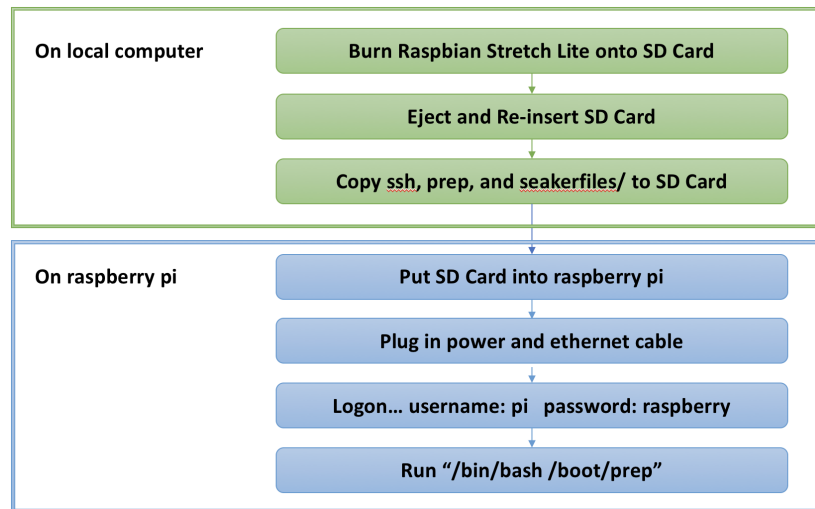 On local computer
Burn Raspbian Stretch Lite onto SD Card
Eject and Re-insert SD Card
Copy ssh, prep, and seakerfiles/ to SD Card
On raspberry pi
Put SD Card into raspberry pi
Plug in power and ethernet cable
Logon... username: pi password: raspberry
Run “/bin/bash /boot/prep”